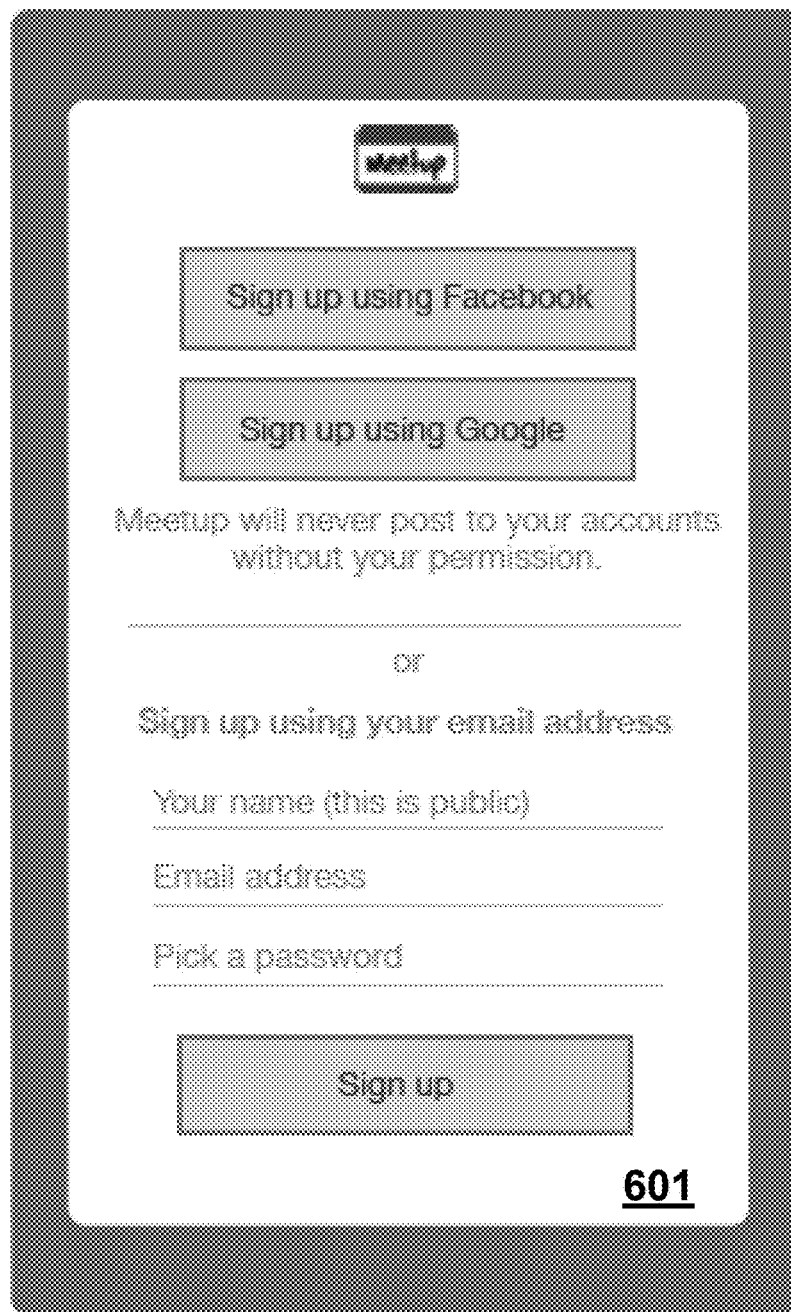 meetup
Sign up using Facebook
Sign up using Google
Meetup will never post to your accounts
without your permission.
or
Sign up using your email address
Your name (this is public)
Email address
Pick a password
Sign up
601